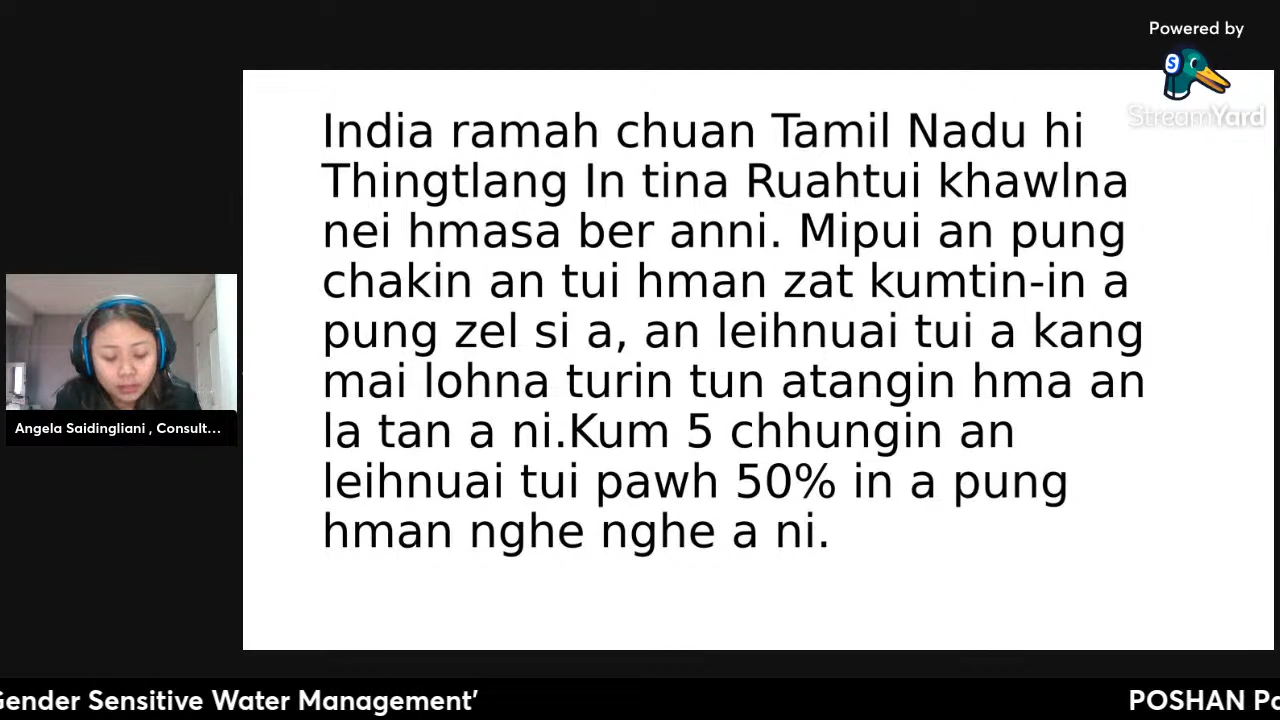 Powered by
StreamYard
India ramah chuan Tamil Nadu hi
Thingtlang In tina Ruahtui khawlna
nei hmasa ber anni. Mipui an pung
chakin an tui hman zat kumtin-in a
pung zel si a, an leihnuai tui a kang
mai lohna turin tun atangin hma an
la tan a ni.Kum 5 chhungin an
leihnuai tui pawh 50% in a pung
hman nghe nghe a ni.
Angela Saidingliani , Consult...
Gender Sensitive Water Management'
POSHAN